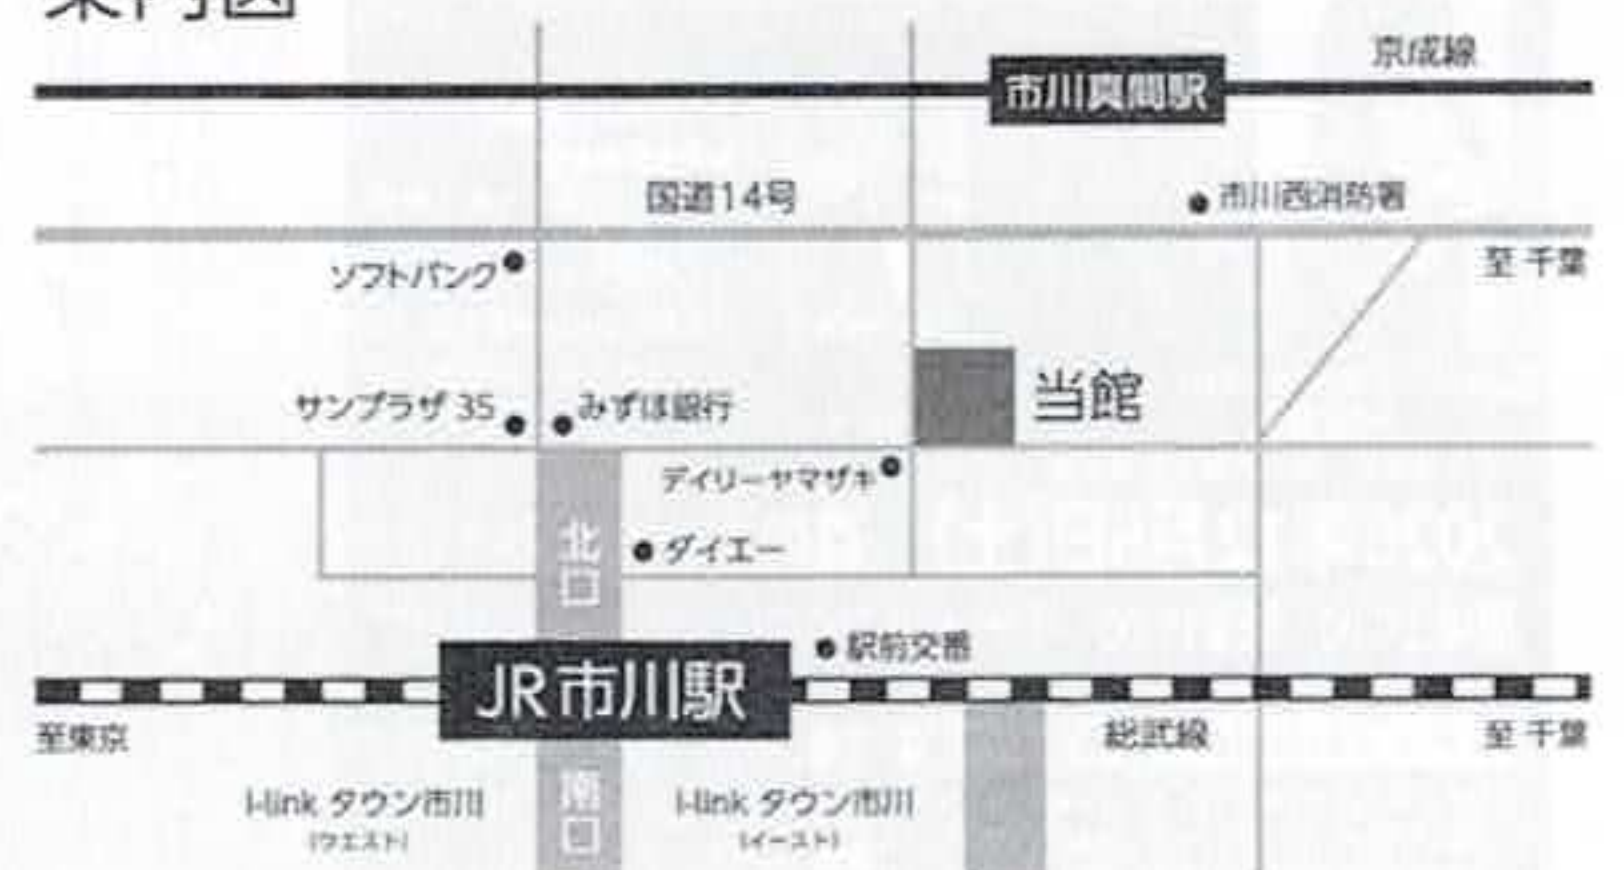 案内図
京成線
市川真間駅
国道14号
市川西消防署
ソフトバンク
至 千葉
サンプラザ 35
みずほ銀行
当館
デイリーヤマザキ
北口
ダイエー
駅前交番
JR市川駅
至東京
総武線
至 千葉
I-link タウン市川
(ウエスト)
南口
I-link タウン市川
(イースト)